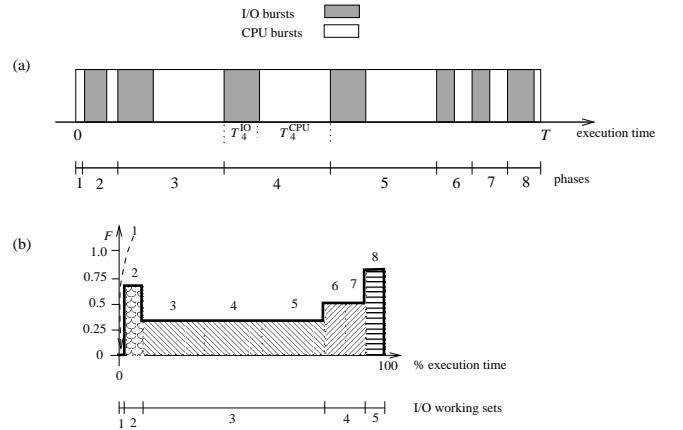 I/O bursts
CPU bursts
(a)
0
T_4^IO
T_4^CPU
T
execution time
1 2 3 4 5 6 7 8 phases
(b)
F
1
1.0
0.75
0.5
0.25
0
2
3
4
5
6
7
8
0
100
% execution time
1 2 3 4 5 I/O working sets